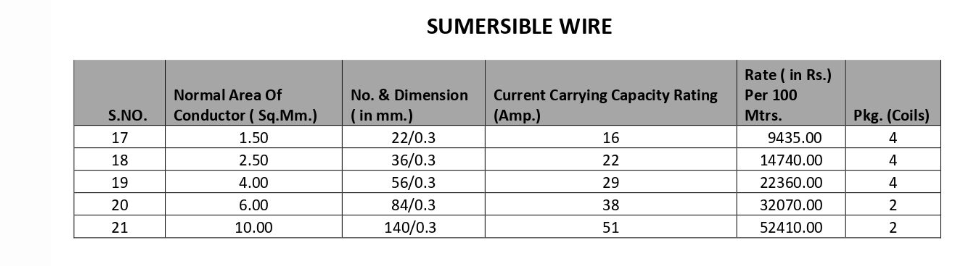 SUMERSIBLE WIRE
S.NO. Normal Area Of Conductor ( Sq.Mm.) No. & Dimension ( in mm.) Current Carrying Capacity Rating (Amp.) Rate ( in Rs.) Per 100 Mtrs. Pkg. (Coils)
17 1.50 22/0.3 16 9435.00 4
18 2.50 36/0.3 22 14740.00 4
19 4.00 56/0.3 29 22360.00 4
20 6.00 84/0.3 38 32070.00 2
21 10.00 140/0.3 51 52410.00 2